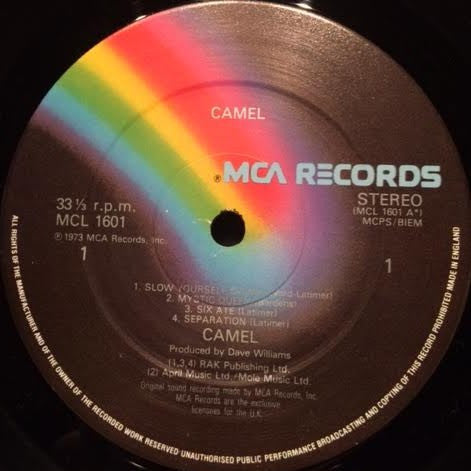 CAMEL
® MCA RECORDS
33⅓ r.p.m.
MCL 1601
℗ 1973 MCA Records, Inc.
1
STEREO
(MCL 1601 A*)
MCPS/BIEM
1
1. SLOW YOURSELF
2. MYSTIC QUEEN
3. SIX ATE (Latimer)
4. SEPARATION (Latimer)
CAMEL
Produced by Dave Williams
(1,3,4) RAK Publishing Ltd.
(2) April Music Ltd./Mole Music Ltd.
Original sound recording made by MCA Records, Inc.
MCA Records are the exclusive
licensees for the U.K.
ALL RIGHTS OF THE MANUFACTURER AND OF THE OWNER OF THE RECORDED WORK RESERVED UNAUTHORISED PUBLIC PERFORMANCE BROADCASTING AND COPYING OF THIS RECORD PROHIBITED MADE IN ENGLAND